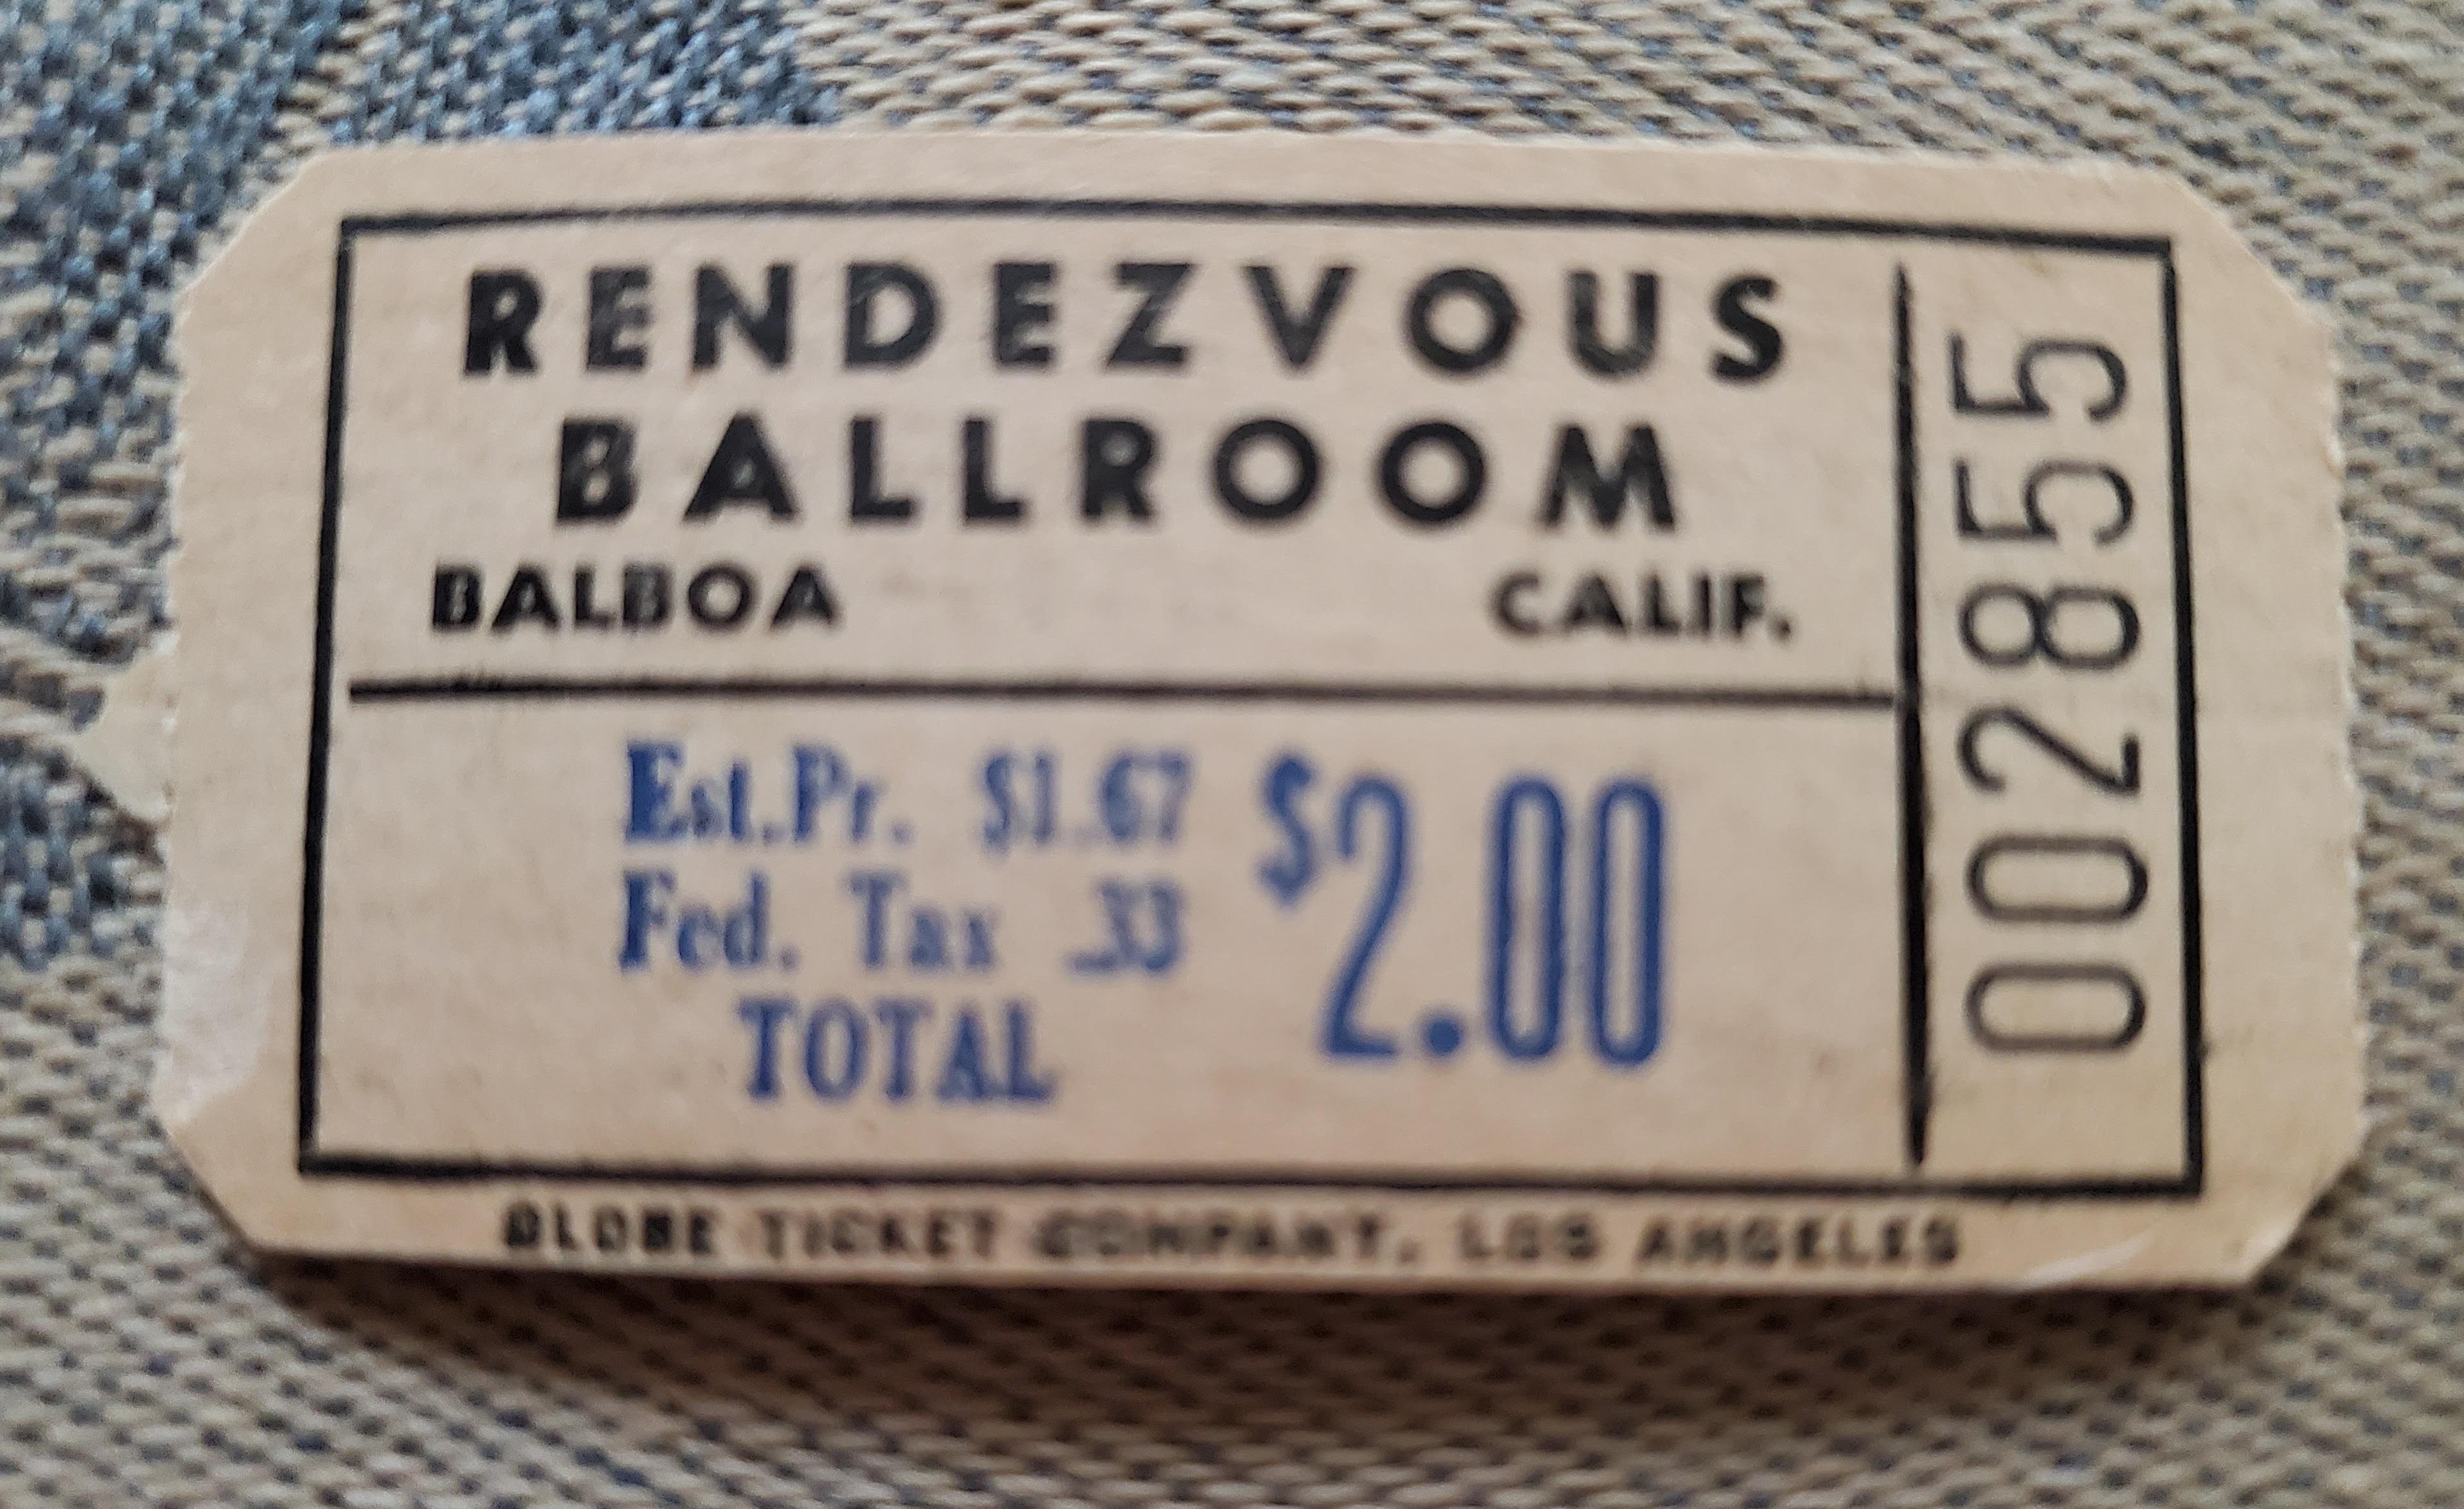 RENDEZVOUS
BALLROOM
BALBOA CALIF.
Est.Pr. $1.67
Fed. Tax .33
TOTAL
$2.00
GLOBE TICKET COMPANY, LOS ANGELES
002855